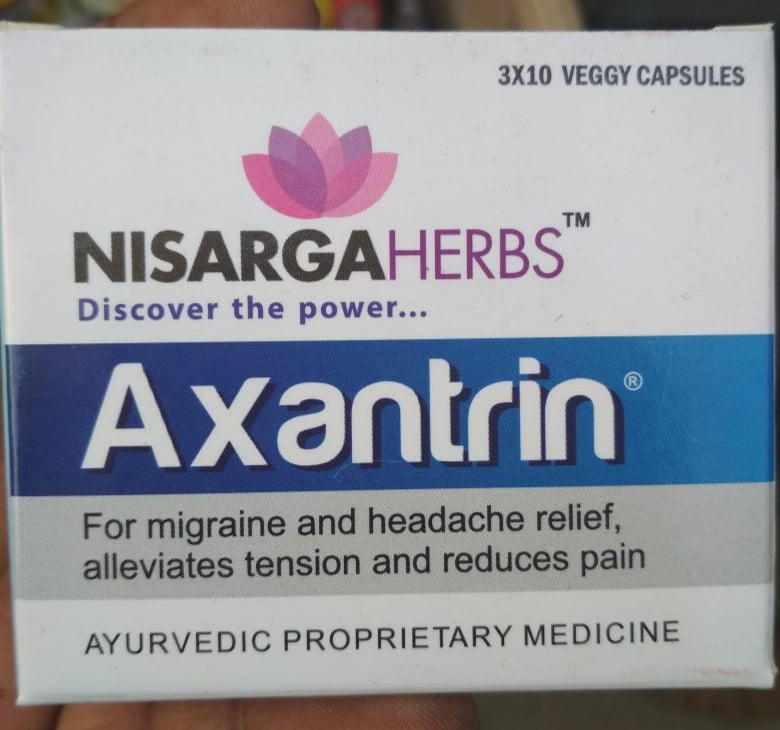 3X10 VEGGY CAPSULES
NISARGAHERBS™
Discover the power...
Axantrin®
For migraine and headache relief,
alleviates tension and reduces pain
AYURVEDIC PROPRIETARY MEDICINE